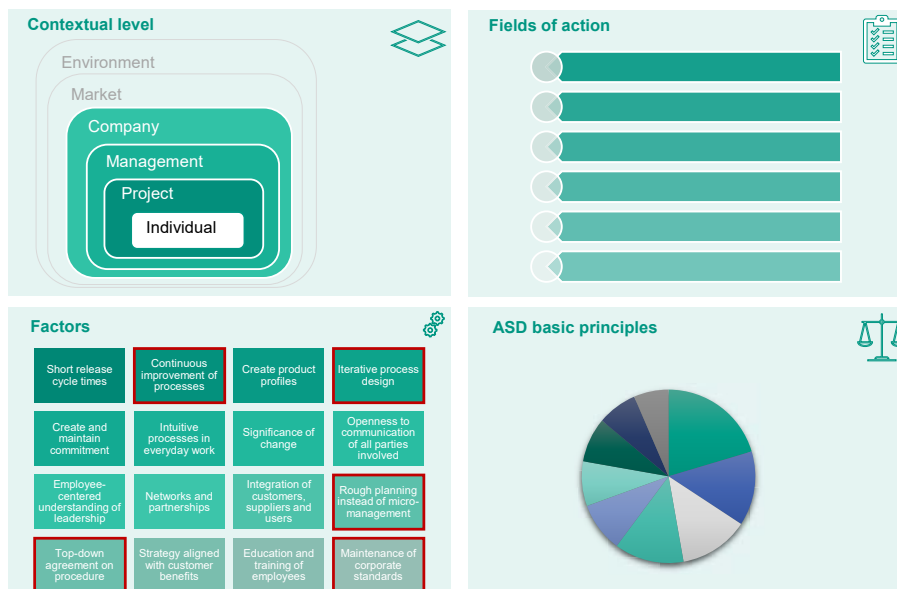 Contextual level
Environment
Market
Company
Management
Project
Individual
Fields of action
Factors
Short release
cycle times
Continuous
improvement of
processes
Create product
profiles
Iterative process
design
Create and
maintain
commitment
Intuitive
processes in
everyday work
Significance of
change
Openness to
communication
of all parties
involved
Employee-
centered
understanding of
leadership
Networks and
partnerships
Integration of
customers,
suppliers and
users
Rough planning
instead of micro-
management
Top-down
agreement on
procedure
Strategy aligned
with customer
benefits
Education and
training of
employees
Maintenance of
corporate
standards
ASD basic principles